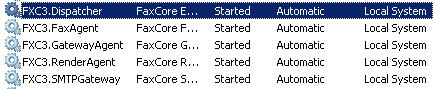 FXC3.Dispatcher FaxCore E... Started Automatic Local System
FXC3.FaxAgent FaxCore F... Started Automatic Local System
FXC3.GatewayAgent FaxCore G... Started Automatic Local System
FXC3.RenderAgent FaxCore R... Started Automatic Local System
FXC3.SMTPGateway FaxCore S... Started Automatic Local System